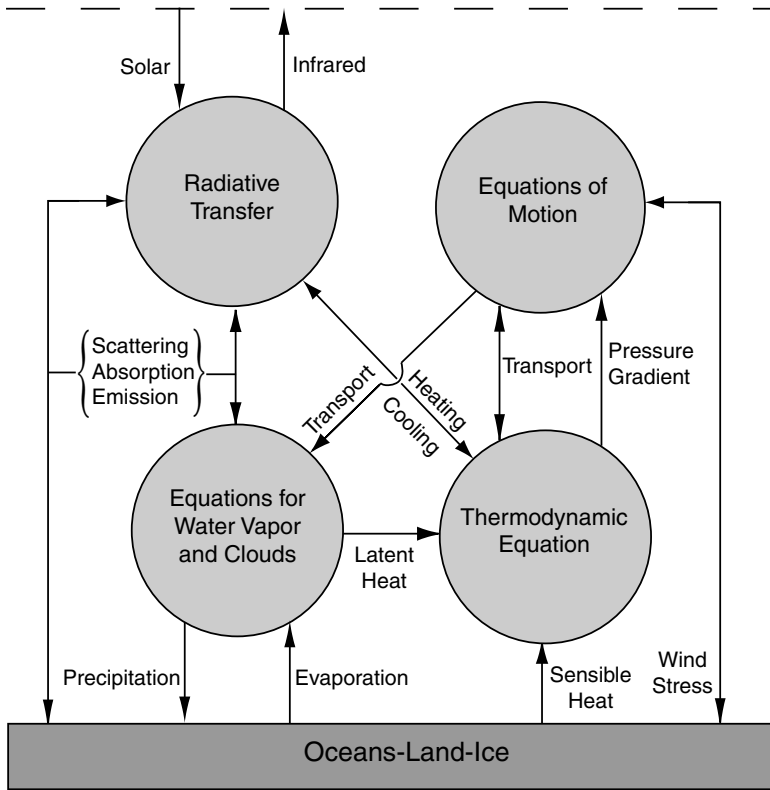 Solar
Infrared
Radiative
Transfer
Equations of
Motion
Scattering
Absorption
Emission
Transport
Heating
Cooling
Transport
Pressure
Gradient
Equations for
Water Vapor
and Clouds
Latent
Heat
Thermodynamic
Equation
Precipitation
Evaporation
Sensible
Heat
Wind
Stress
Oceans-Land-Ice